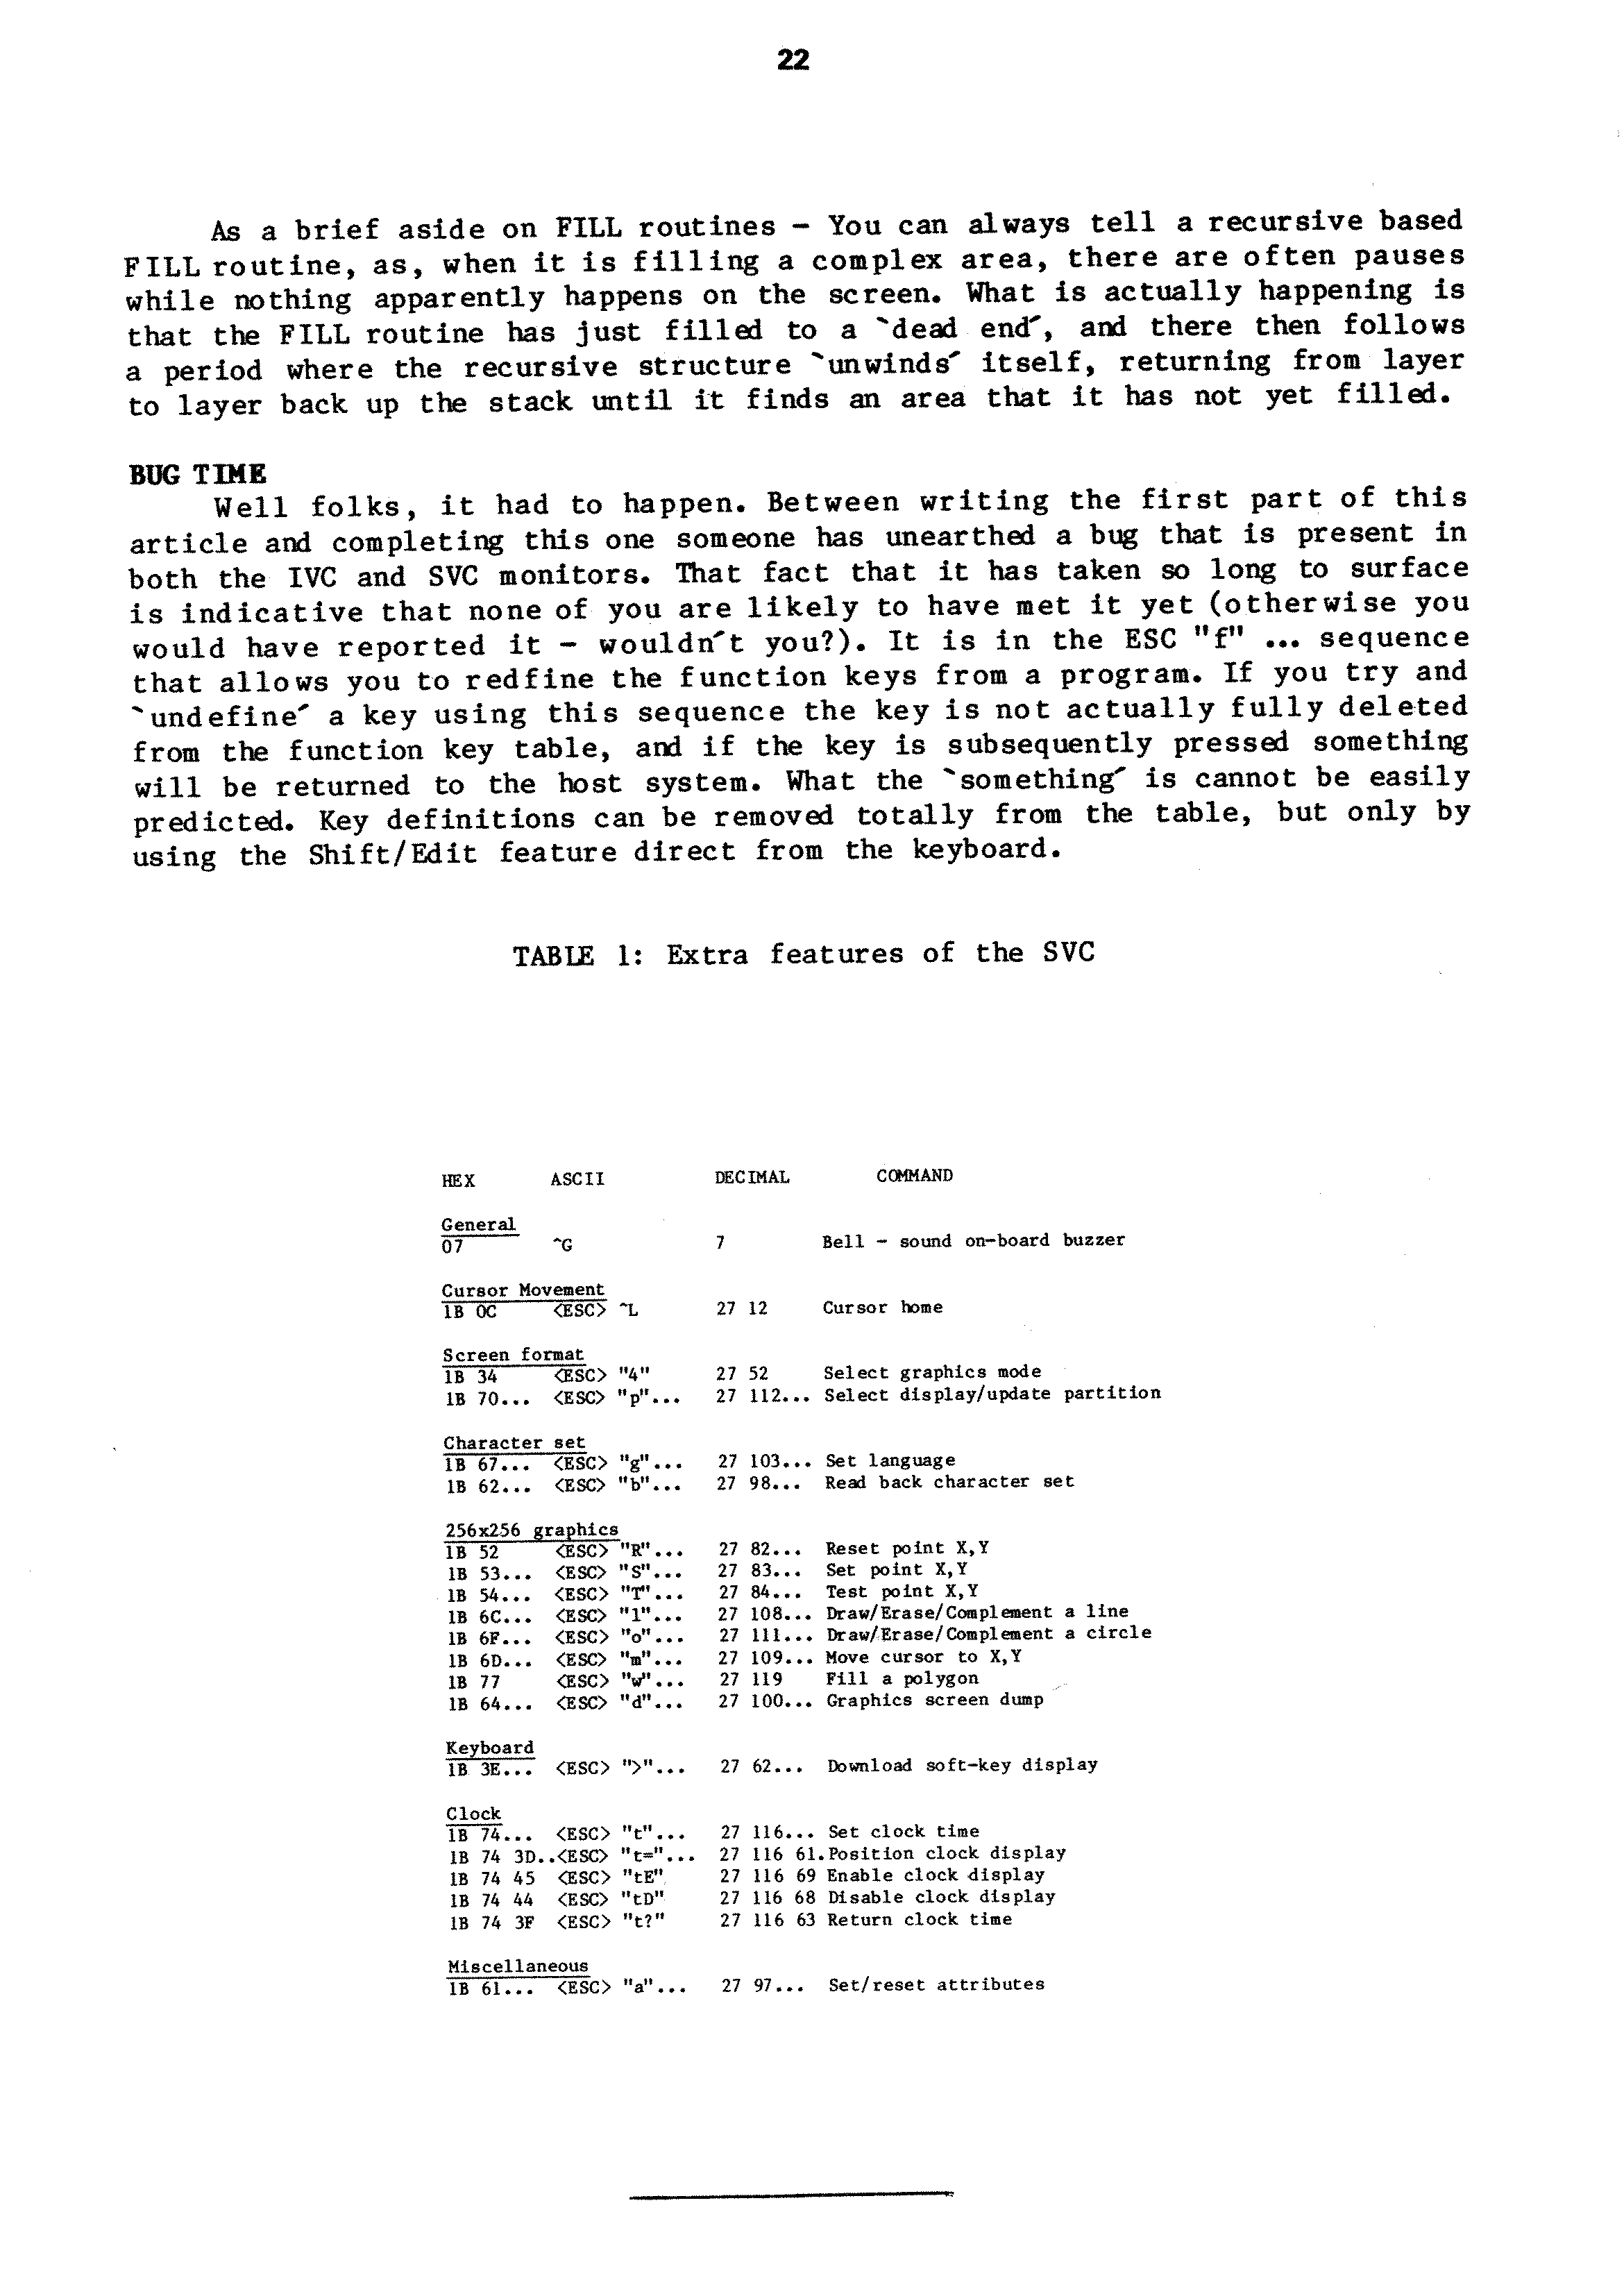 22
As a brief aside on FILL routines - You can always tell a recursive based
FILL routine, as, when it is filling a complex area, there are often pauses
while nothing apparently happens on the screen. What is actually happening is
that the FILL routine has just filled to a `dead end´, and there then follows
a period where the recursive structure `unwinds´ itself, returning from layer
to layer back up the stack until it finds an area that it has not yet filled.
BUG TIME
Well folks, it had to happen. Between writing the first part of this
article and completing this one someone has unearthed a bug that is present in
both the IVC and SVC monitors. That fact that it has taken so long to surface
is indicative that none of you are likely to have met it yet (otherwise you
would have reported it - wouldn´t you?). It is in the ESC "f" ... sequence
that allows you to redfine the function keys from a program. If you try and
`undefine´ a key using this sequence the key is not actually fully deleted
from the function key table, and if the key is subsequently pressed something
will be returned to the host system. What the `something´ is cannot be easily
predicted. Key definitions can be removed totally from the table, but only by
using the Shift/Edit feature direct from the keyboard.
TABLE 1: Extra features of the SVC
HEX ASCII DECIMAL COMMAND
General
07 ^G 7 Bell - sound on-board buzzer
Cursor Movement
1B 0C <ESC> ^L 27 12 Cursor home
Screen format
1B 34 <ESC> "4" 27 52 Select graphics mode
1B 70... <ESC> "p"... 27 112... Select display/update partition
Character set
1B 67... <ESC> "g"... 27 103... Set language
1B 62... <ESC> "b"... 27 98... Read back character set
256x256 graphics
1B 52 <ESC> "R"... 27 82... Reset point X,Y
1B 53... <ESC> "S"... 27 83... Set point X,Y
1B 54... <ESC> "T"... 27 84... Test point X,Y
1B 6C... <ESC> "l"... 27 108... Draw/Erase/Complement a line
1B 6F... <ESC> "o"... 27 111... Draw/Erase/Complement a circle
1B 6D... <ESC> "m"... 27 109... Move cursor to X,Y
1B 77 <ESC> "w"... 27 119 Fill a polygon
1B 64... <ESC> "d"... 27 100... Graphics screen dump
Keyboard
1B 3E... <ESC> ">"... 27 62... Download soft-key display
Clock
1B 74... <ESC> "t"... 27 116... Set clock time
1B 74 3D..<ESC> "t="... 27 116 61.Position clock display
1B 74 45 <ESC> "tE" 27 116 69 Enable clock display
1B 74 44 <ESC> "tD" 27 116 68 Disable clock display
1B 74 3F <ESC> "t?" 27 116 63 Return clock time
Miscellaneous
1B 61... <ESC> "a"... 27 97... Set/reset attributes